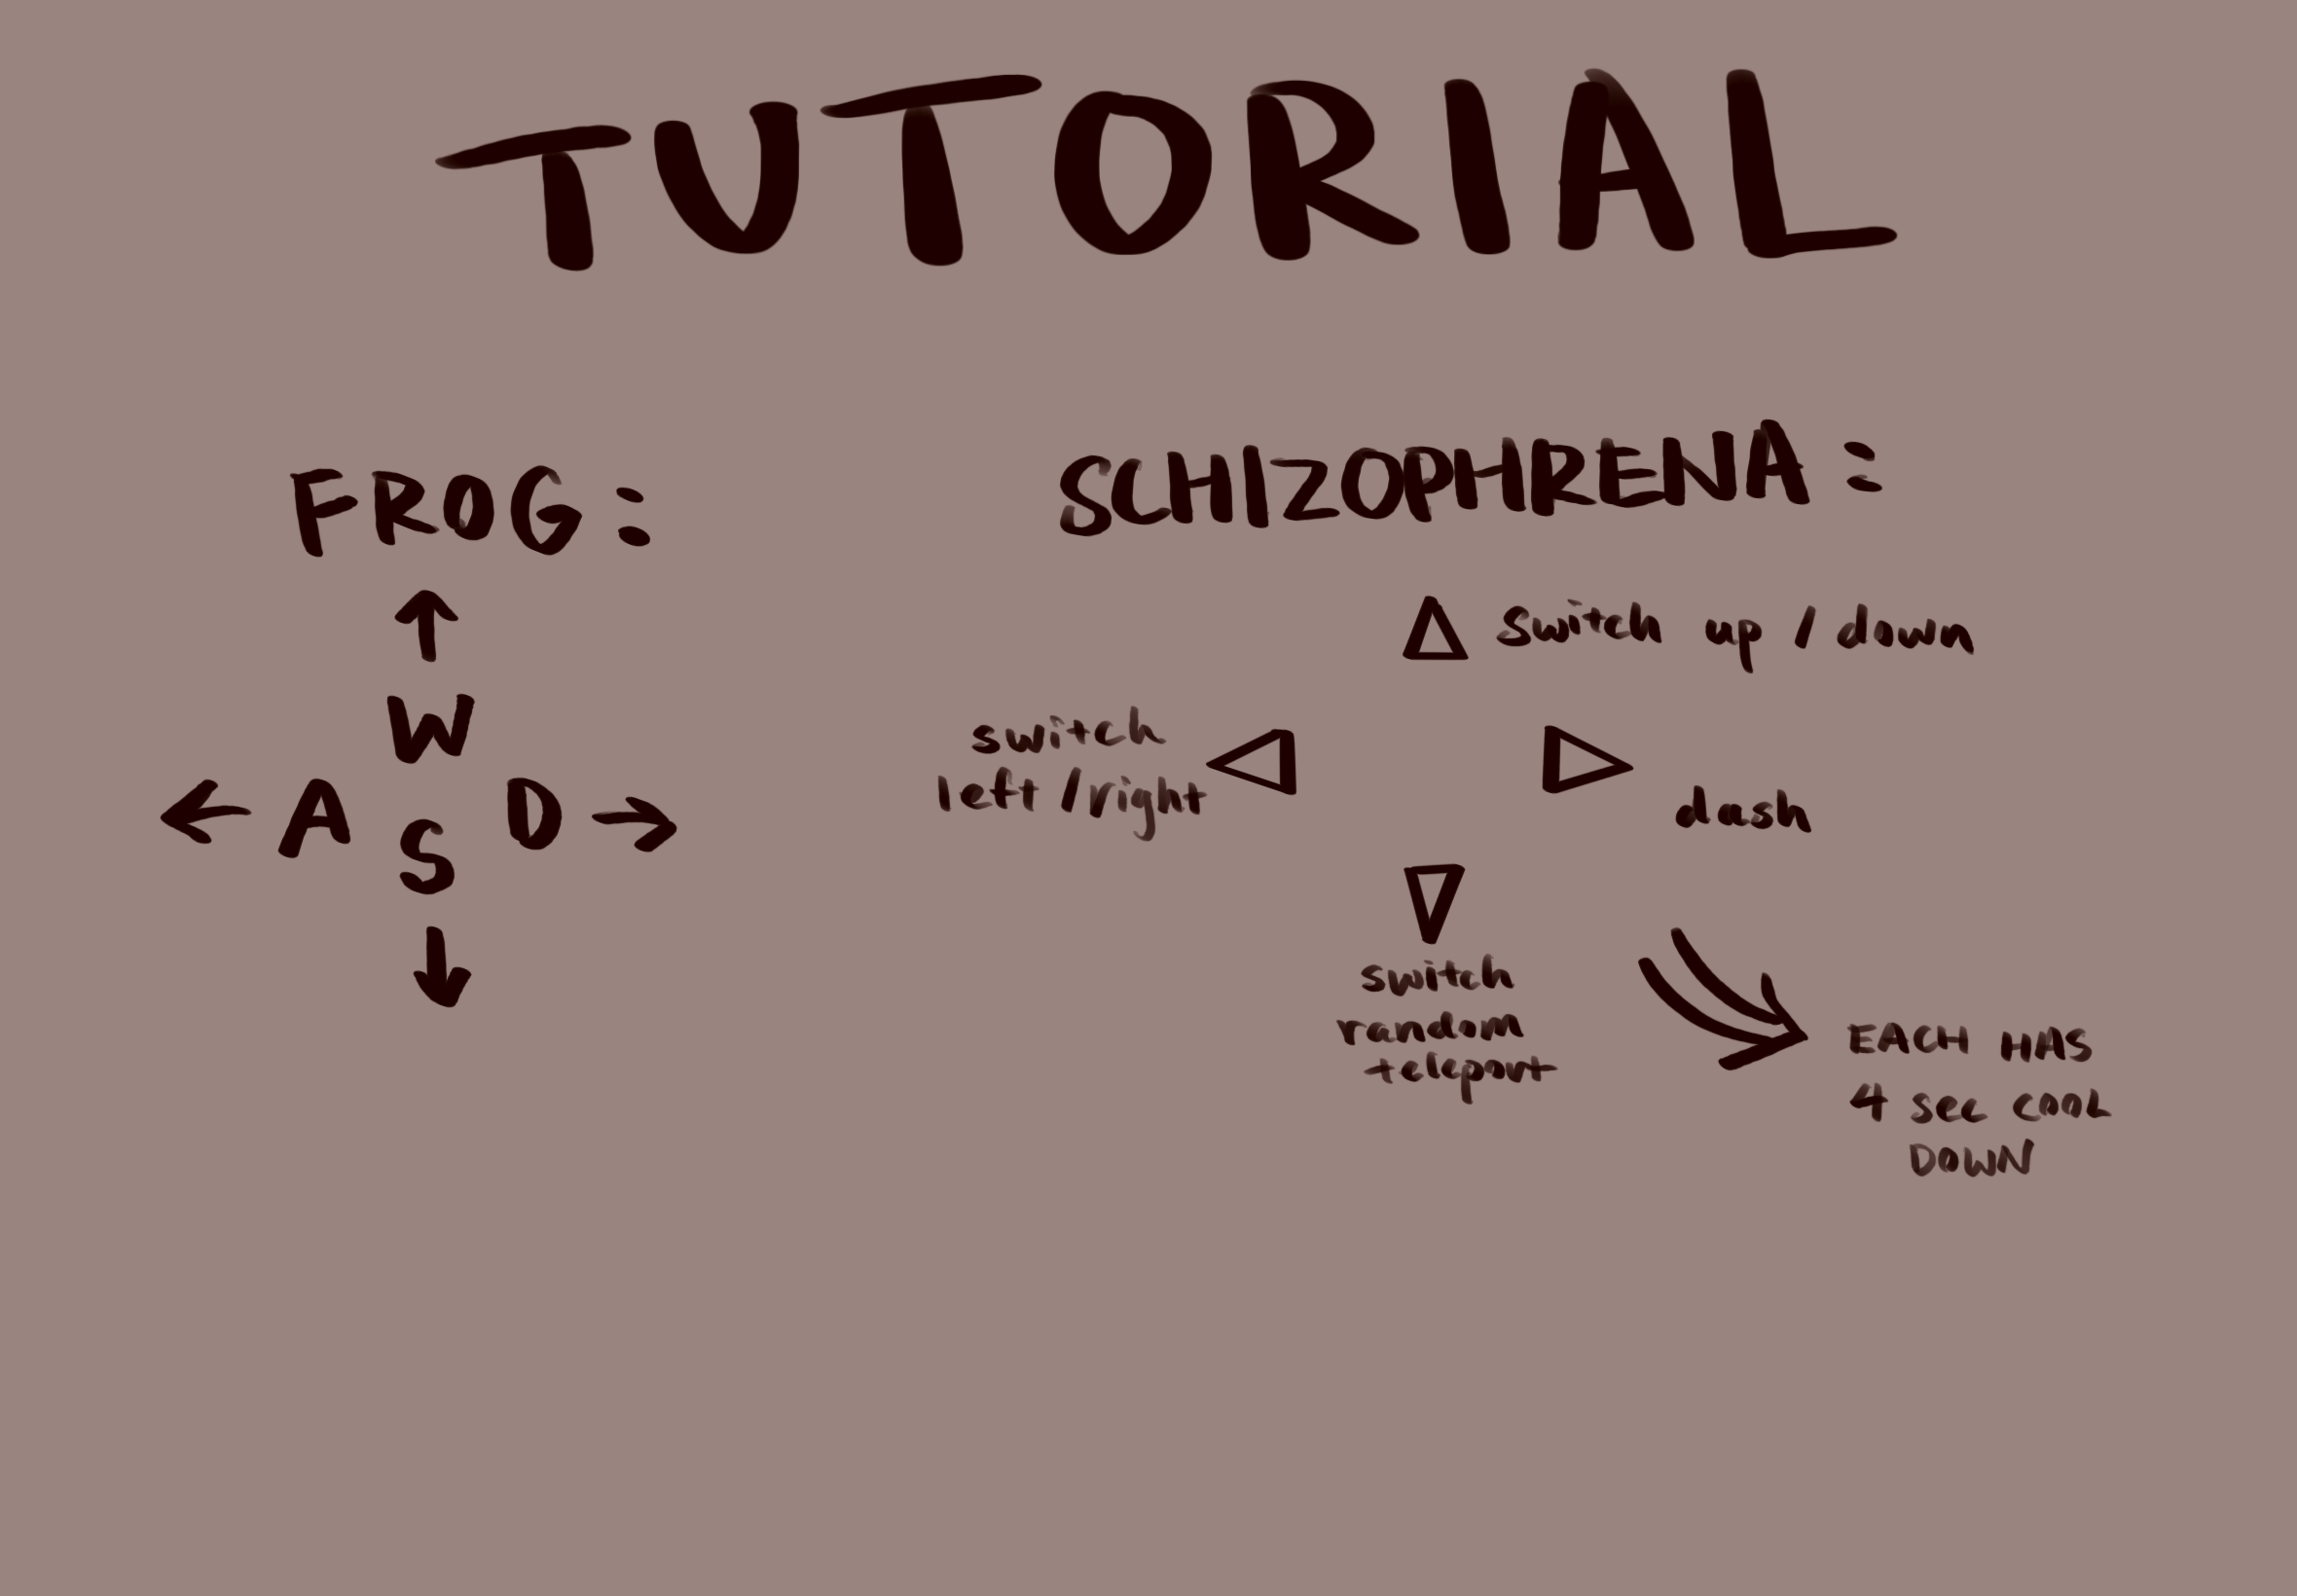 TUTORIAL
FROG:
W
A
S
D
SCHIZOPHRENA:
switch up / down
switch
left / right
dash
switch
random
teleport
EACH HAS
4 sec cool
DOWN